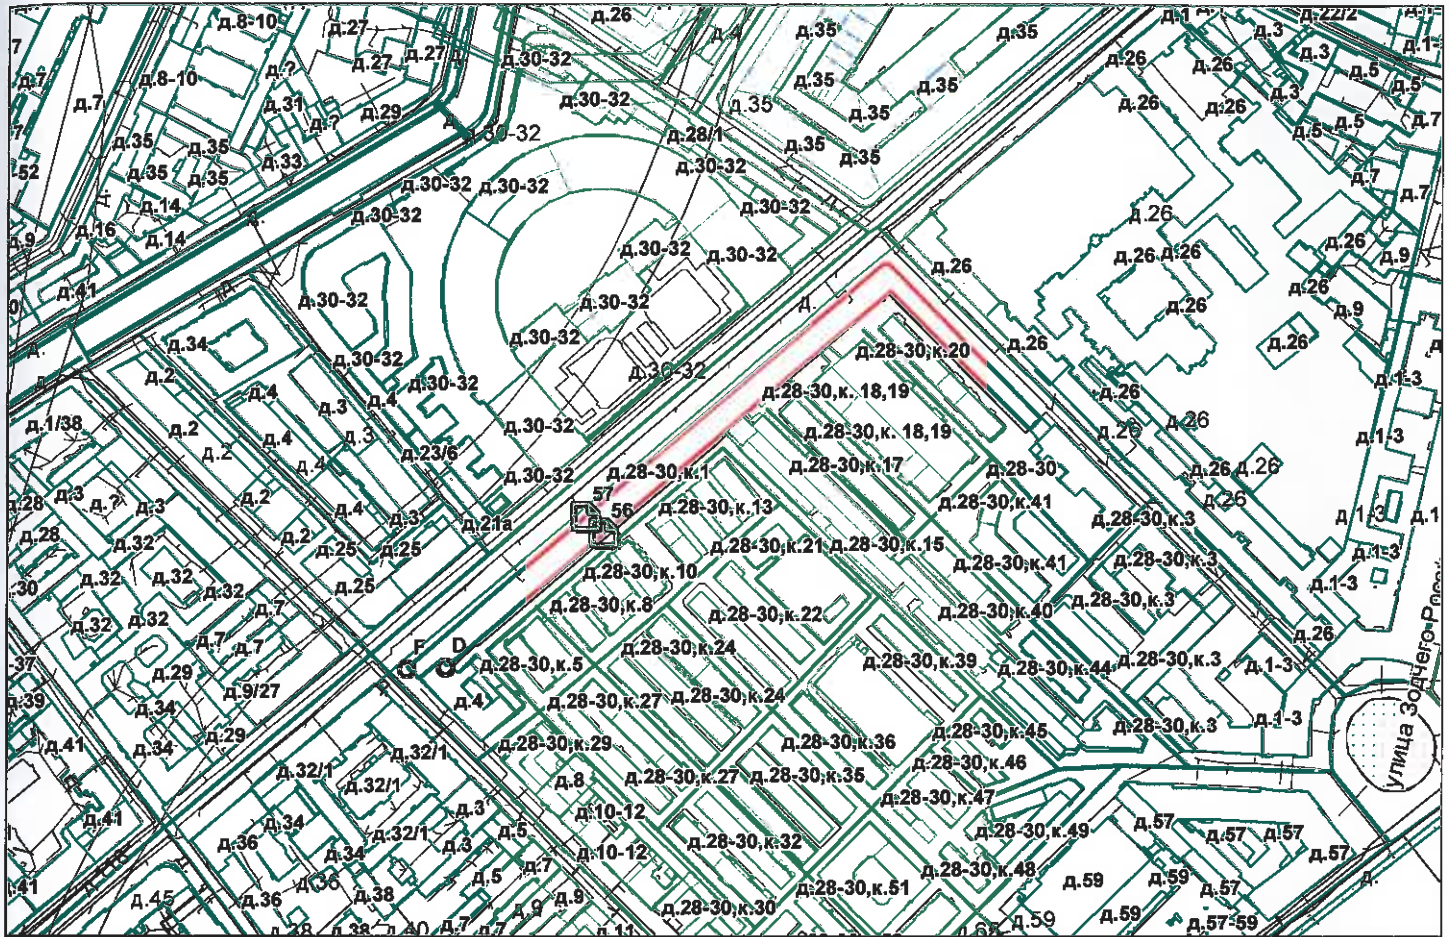 д.8-10
д.27
д.26
д.4
д.35
д.35
д.1
д.22/2
д.3
д.3
д.1-
д.7
д.27
д.27
д.30-32
д.26
д.26
д.5
д.5
д.7
д.8-10
д.?
д.35
д.35
д.7
д.31
д.?
д.29
д.30-32
д.35
д.35
д.26
д.26
д.3
д.5
д.5
д.7
д.35
д.35
д.33
30-32
д.28/1
д.35
д.35
-52
д.35
д.35
д.30-32
д.30-32
д.30-32
д.7
д.7
д.14
д.30-32
д.30-32
д.26
д.9
д.16
д.14
д.30-32
д.30-32
д.26
д.26
д.26
д.26
д.9
д.41
д.30-32
д.30-32
д.26
д.26
д.9
д.34
д.30-32
д.26
д.26
д.2
д.30-32
д.30-32
д.30-32
д.28-30,к.20
д.4
д.3
д.4
д.28-30,к. 18,19
д.26
д.1-3
д.1/38
д.2
д.2
д.4
д.4
д.3
д.23/6
д.30-32
д.28-30,к. 18,19
д.26
д.26
д.1-3
д.30-32
д.28-30,к.1
д.28-30,к.17
д.28-30
д.26
д.26
д.26
д.28
д.3
д.?
д.3
д.2
д.4
д.3
д.21а
57
56
д.28-30,к.13
д.28-30,к.41
д.28-30,к.3
д.1-3
д.1
д.28
д.32
д.2
д.25
д.25
д.28-30,к.21
д.28-30,к.15
д.28-30,к.41
д.28-30,к.3
д.1-3
.30
д.32
д.32
д.32
д.25
д.28-30,к.10
д.28-30,к.8
д.28-30,к.22
д.28-30,к.40
д.28-30,к.3
д.1-3
д.32
д.32
д.7
д.7
д.7
д.26
-37
д.29
F
D
д.28-30,к.5
д.28-30,к.24
д.28-30,к.39
д.28-30,к.44
д.28-30,к.3
д.1-3
д.39
д.34
д.9/27
д.4
д.28-30,к.27
д.28-30,к.24
д.28-30,к.45
д.28-30,к.3
д.1-3
улица Зодчего Росси
д.41
д.34
д.29
д.32/1
д.28-30,к.29
д.28-30,к.36
д.28-30,к.46
д.32/1
д.32/1
д.8
д.28-30,к.27
д.28-30,к.35
д.28-30,к.47
д.41
д.34
д.32/1
д.3
д.5
д.10-12
д.28-30,к.49
д.57
д.57
д.57
д.36
д.34
д.3
д.7
д.10-12
д.28-30,к.32
д.28-30,к.48
д.57
.41
д.45
д.36
д.36
д.38
д.5
д.9
д.28-30,к.51
д.59
д.59
д.57
д.38
д.7
д.7
д.9
д.11
д.28-30,к.30
д.59
д.59
д.57-59